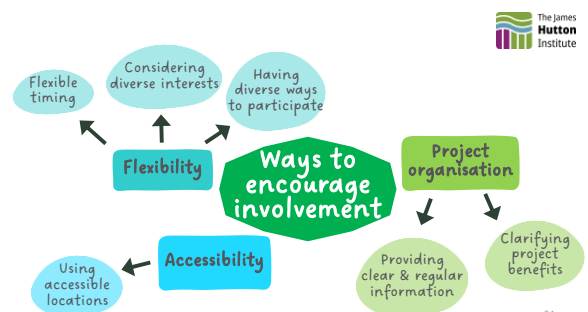 The James
Hutton
Institute
Flexible
timing
Considering
diverse interests
Having
diverse ways
to participate
Flexibility
Ways to
encourage
involvement
Project
organisation
Accessibility
Using
accessible
locations
Providing
clear & regular
information
Clarifying
project
benefits